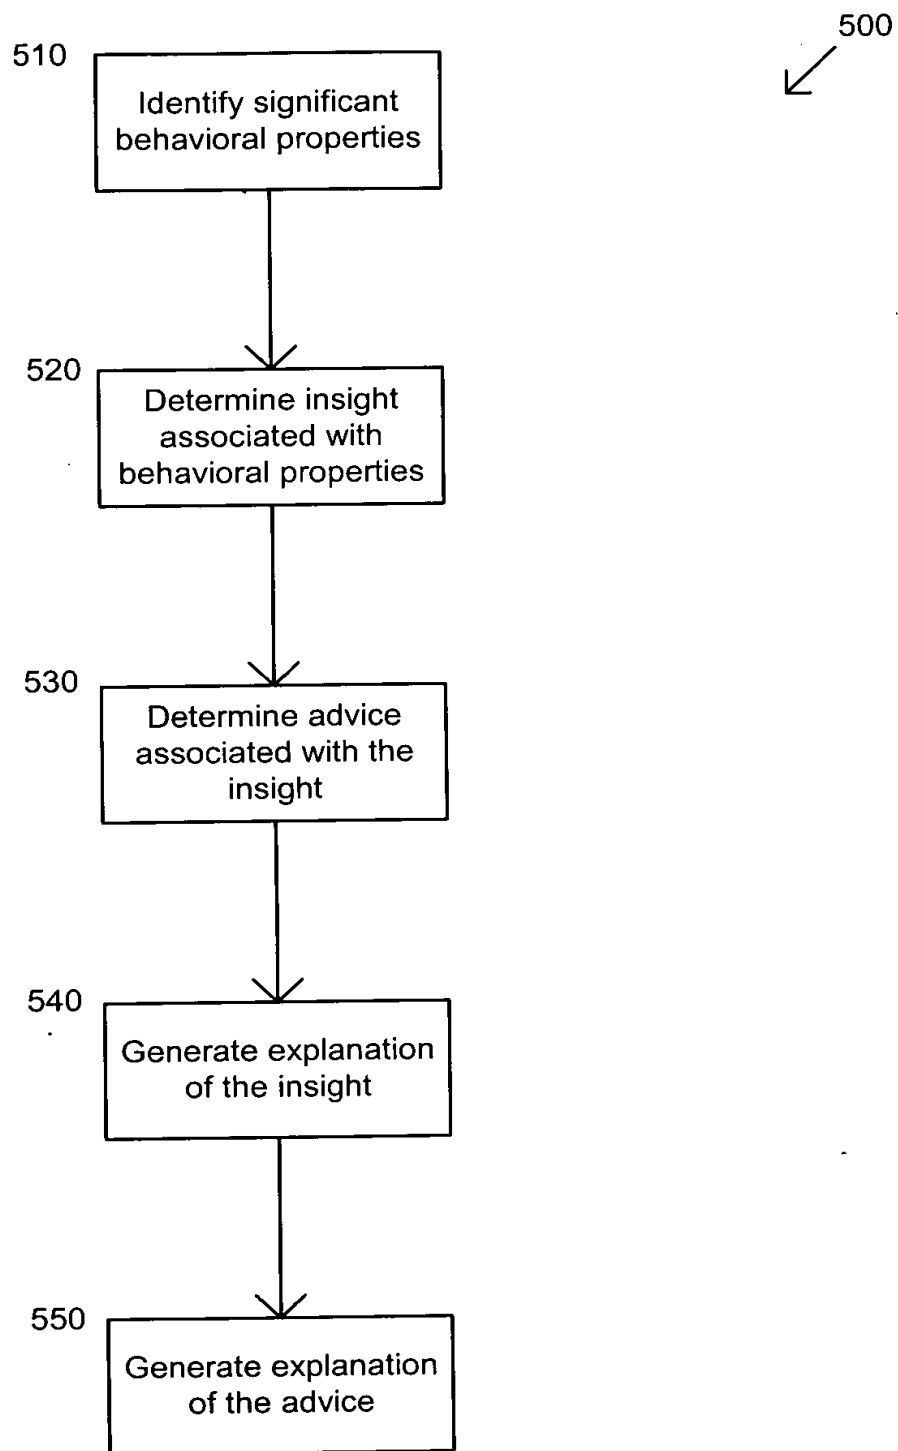 500
510
Identify significant
behavioral properties
520
Determine insight
associated with
behavioral properties
530
Determine advice
associated with the
insight
540
Generate explanation
of the insight
550
Generate explanation
of the advice